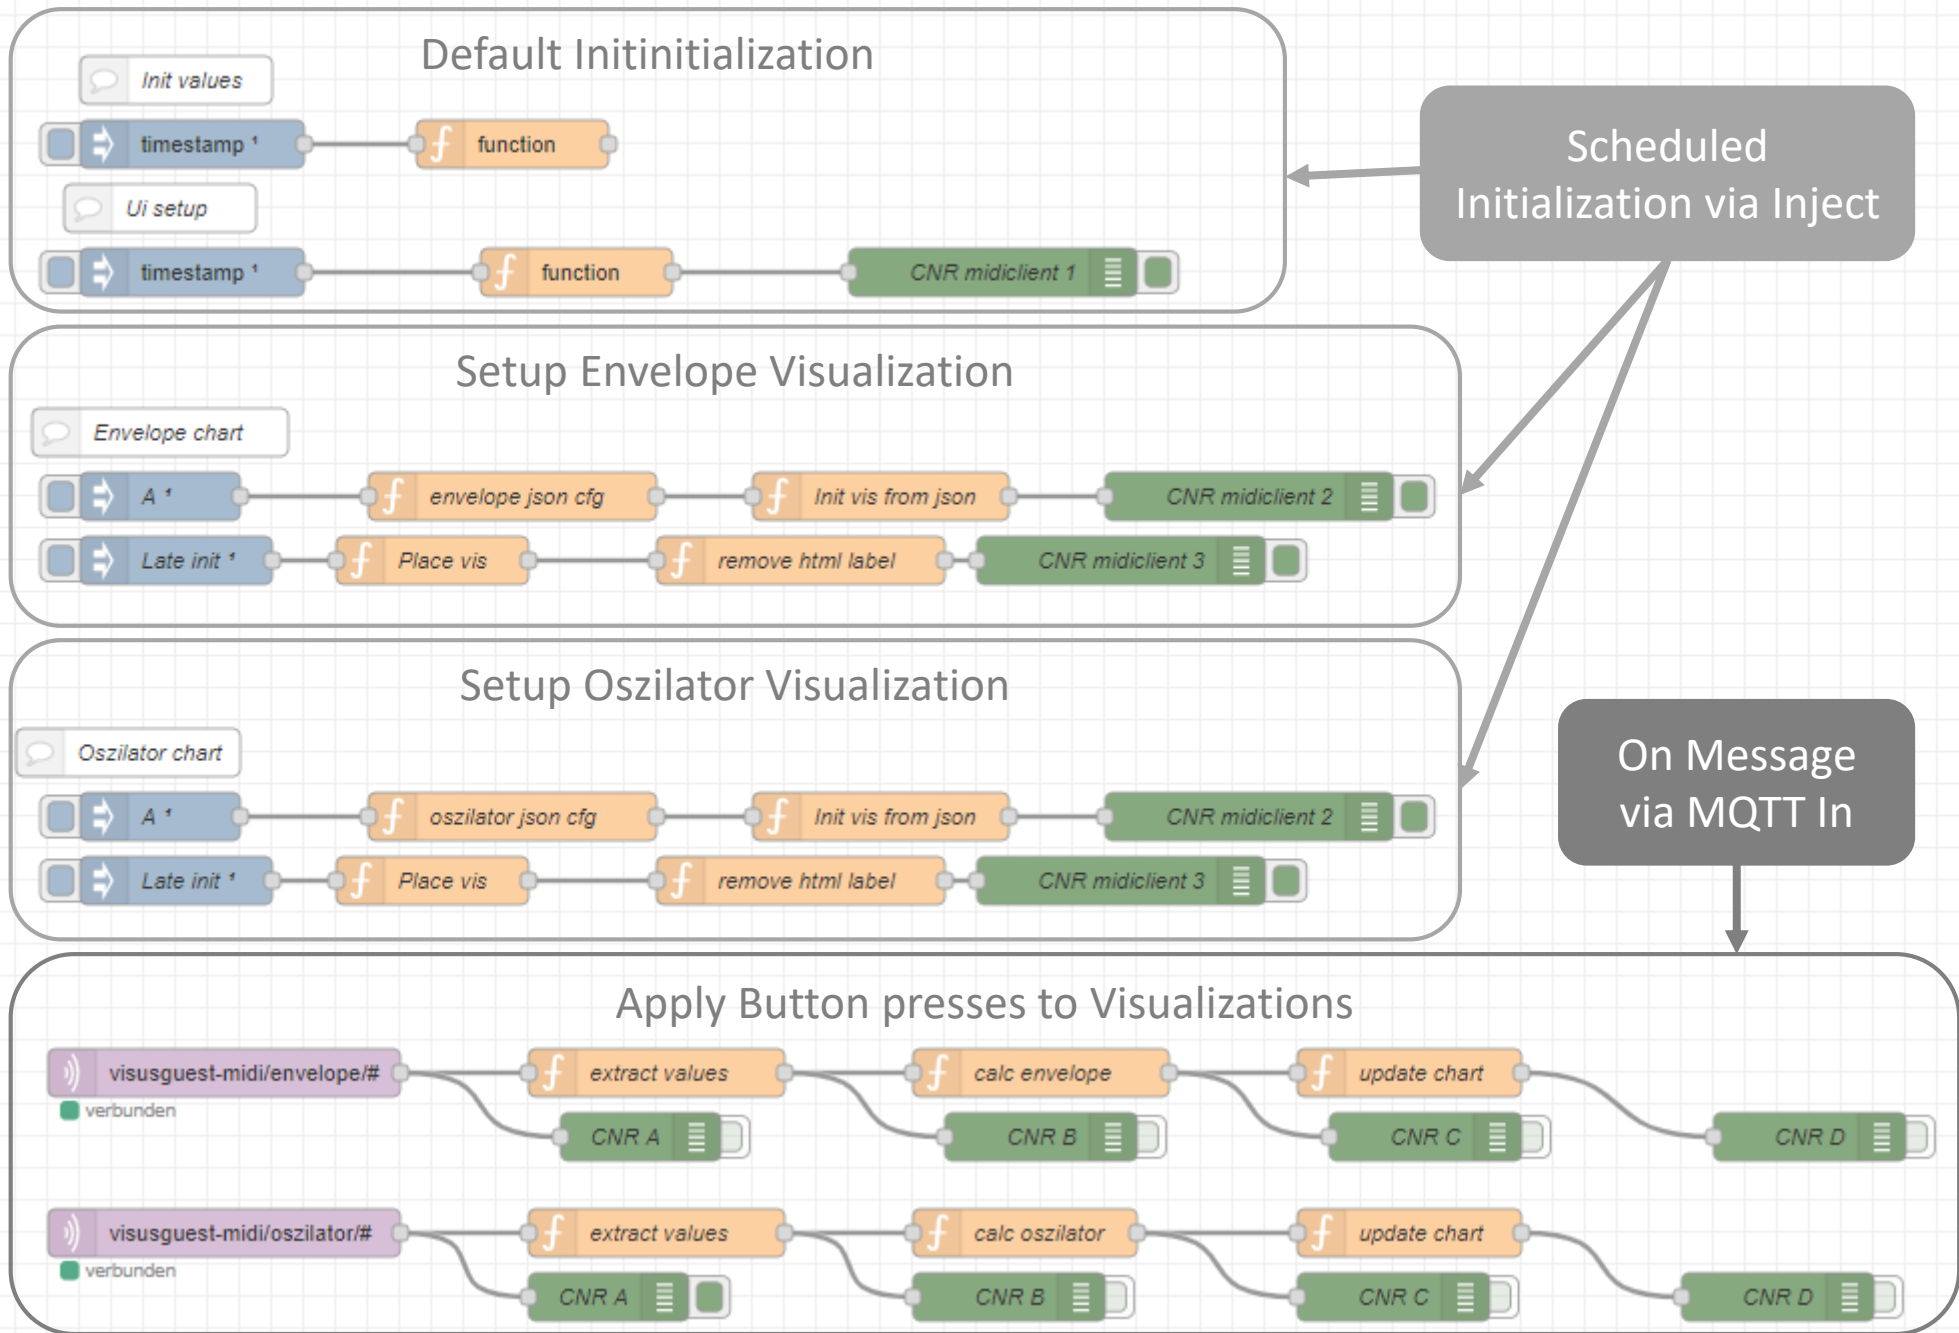 Default Initinitialization
Init values
timestamp ¹
function
Ui setup
timestamp ¹
function
CNR midiclient 1
Scheduled
Initialization via Inject
Setup Envelope Visualization
Envelope chart
A ¹
envelope json cfg
Init vis from json
CNR midiclient 2
Late init ¹
Place vis
remove html label
CNR midiclient 3
Setup Oszilator Visualization
Oszilator chart
A ¹
oszilator json cfg
Init vis from json
CNR midiclient 2
Late init ¹
Place vis
remove html label
CNR midiclient 3
On Message
via MQTT In
Apply Button presses to Visualizations
visusguest-midi/envelope/#
extract values
calc envelope
update chart
verbunden
CNR A
CNR B
CNR C
CNR D
visusguest-midi/oszilator/#
extract values
calc oszilator
update chart
verbunden
CNR A
CNR B
CNR C
CNR D